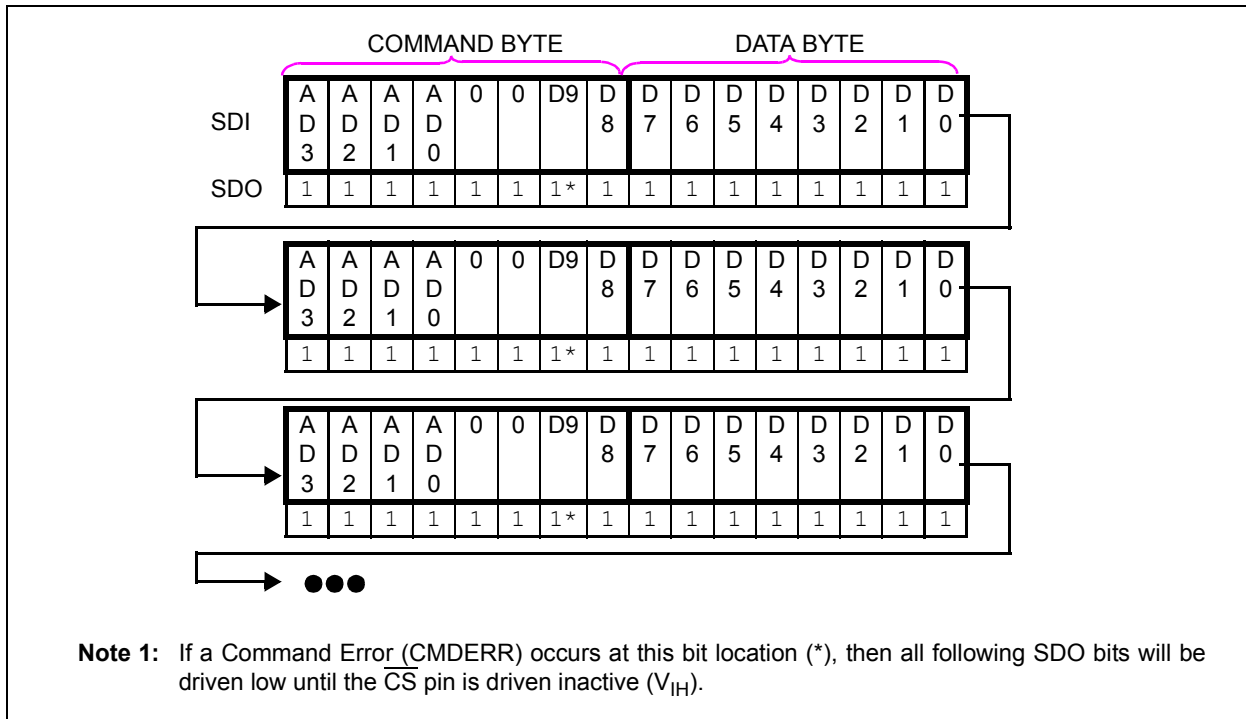 COMMAND BYTE DATA BYTE
SDI A D 3 A D 2 A D 1 A D 0 0 0 D9 D 8 D 7 D 6 D 5 D 4 D 3 D 2 D 1 D 0
SDO 1 1 1 1 1 1 1* 1 1 1 1 1 1 1 1 1
A D 3 A D 2 A D 1 A D 0 0 0 D9 D 8 D 7 D 6 D 5 D 4 D 3 D 2 D 1 D 0
1 1 1 1 1 1 1* 1 1 1 1 1 1 1 1 1
A D 3 A D 2 A D 1 A D 0 0 0 D9 D 8 D 7 D 6 D 5 D 4 D 3 D 2 D 1 D 0
1 1 1 1 1 1 1* 1 1 1 1 1 1 1 1 1
Note 1: If a Command Error (CMDERR) occurs at this bit location (*), then all following SDO bits will be
driven low until the CS pin is driven inactive (VIH).